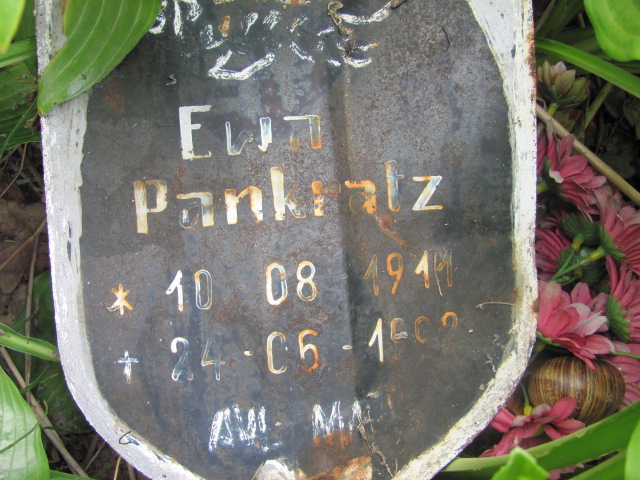 Ewa
Pankratz
* 10 08 1911
+ 24-05-1992